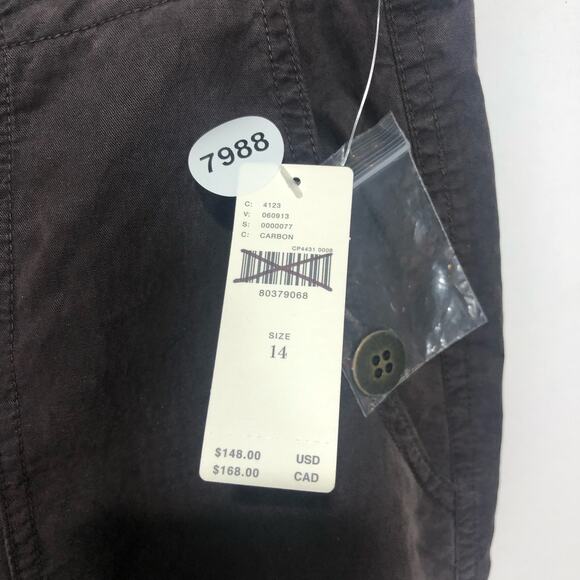 7988
C: 4123
V: 060913
S: 0000077
C: CARBON
CP4431 0008
80379068
SIZE
14
$148.00 USD
$168.00 CAD